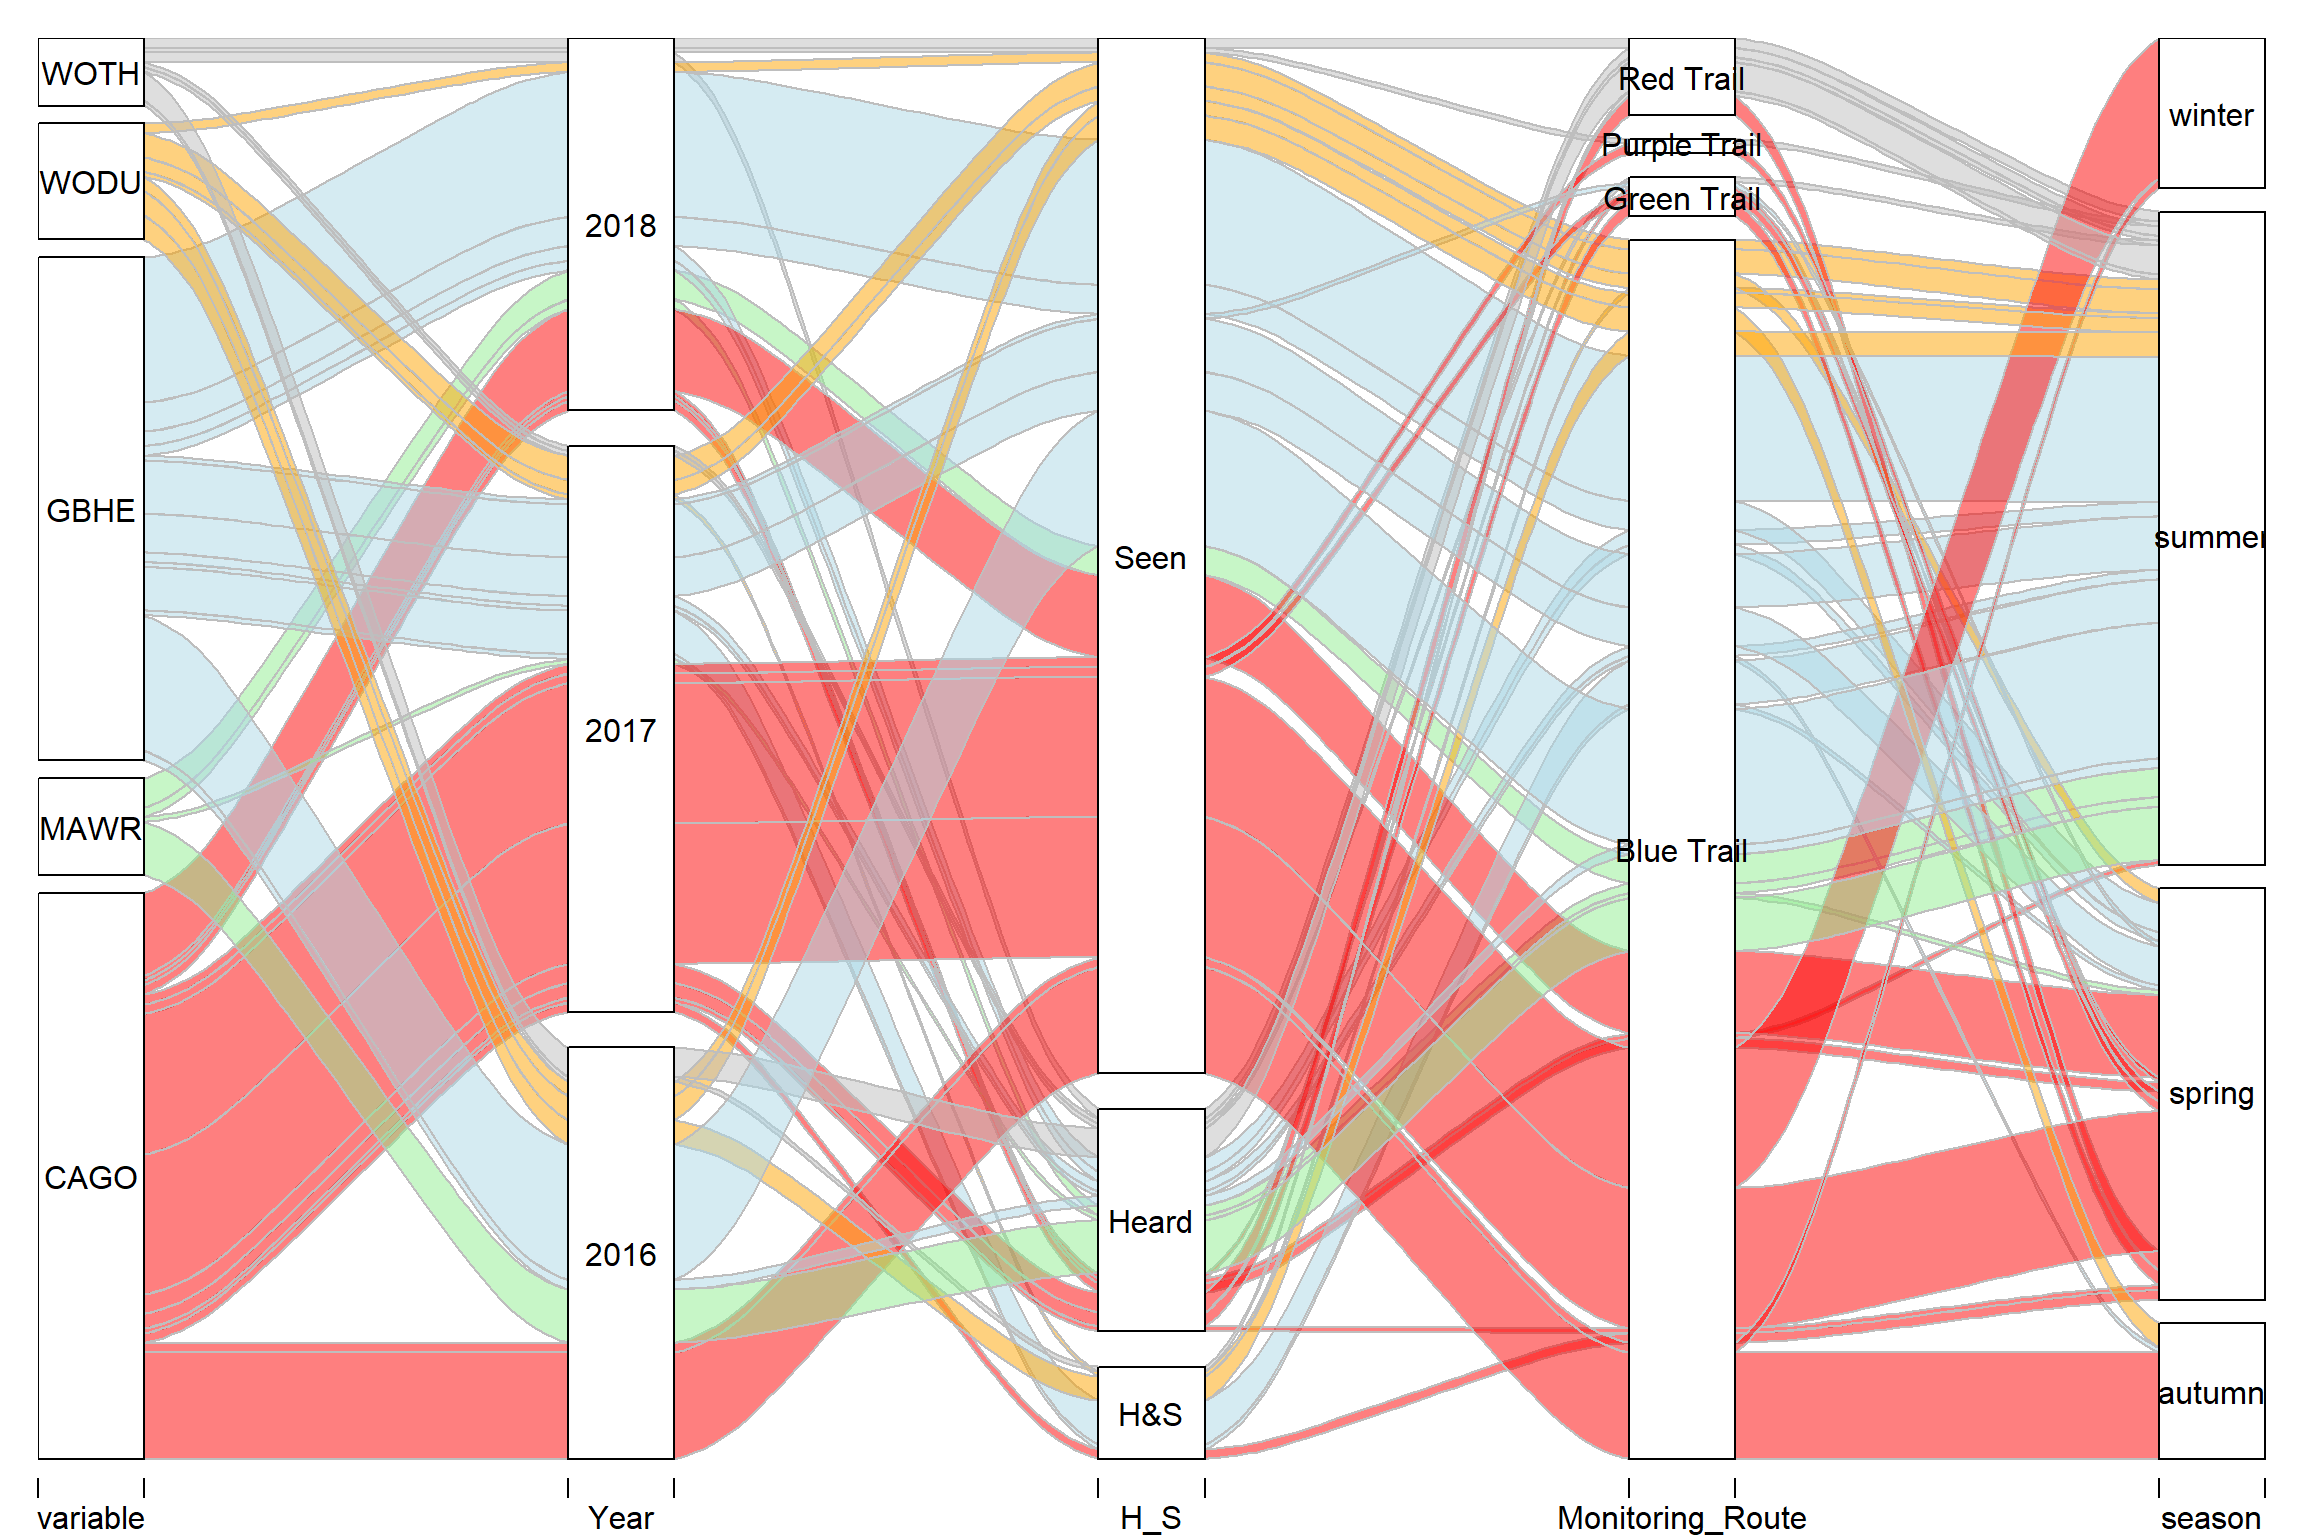 WOTH
WODU
GBHE
MAWR
CAGO
2018
2017
2016
Seen
Heard
H&S
Red Trail
Purple Trail
Green Trail
Blue Trail
winter
summer
spring
autumn
variable
Year
H_S
Monitoring_Route
season